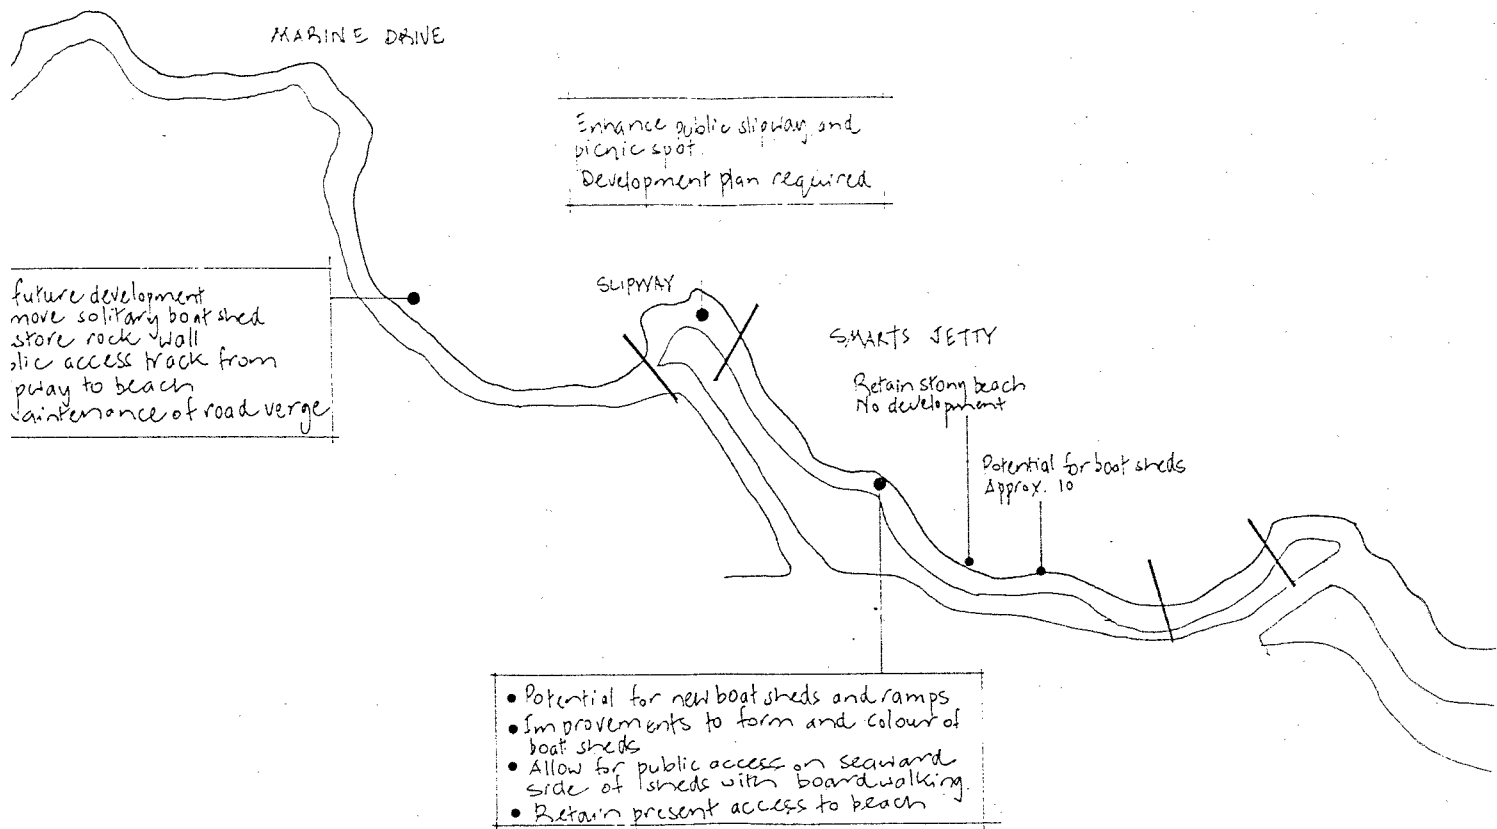 MARINE DRIVE
Enhance public slipway and
picnic spot.
Development plan required
future development
move solitary boat shed
store rock wall
blic access track from
pway to beach
aintenance of road verge
SLIPWAY
SMARTS JETTY
Retain stony beach
No development
Potential for boat sheds
Approx. 10
• Potential for new boat sheds and ramps
• Improvements to form and colour of
boat sheds
• Allow for public access on seaward
side of sheds with boardwalking.
• Retain present access to beach